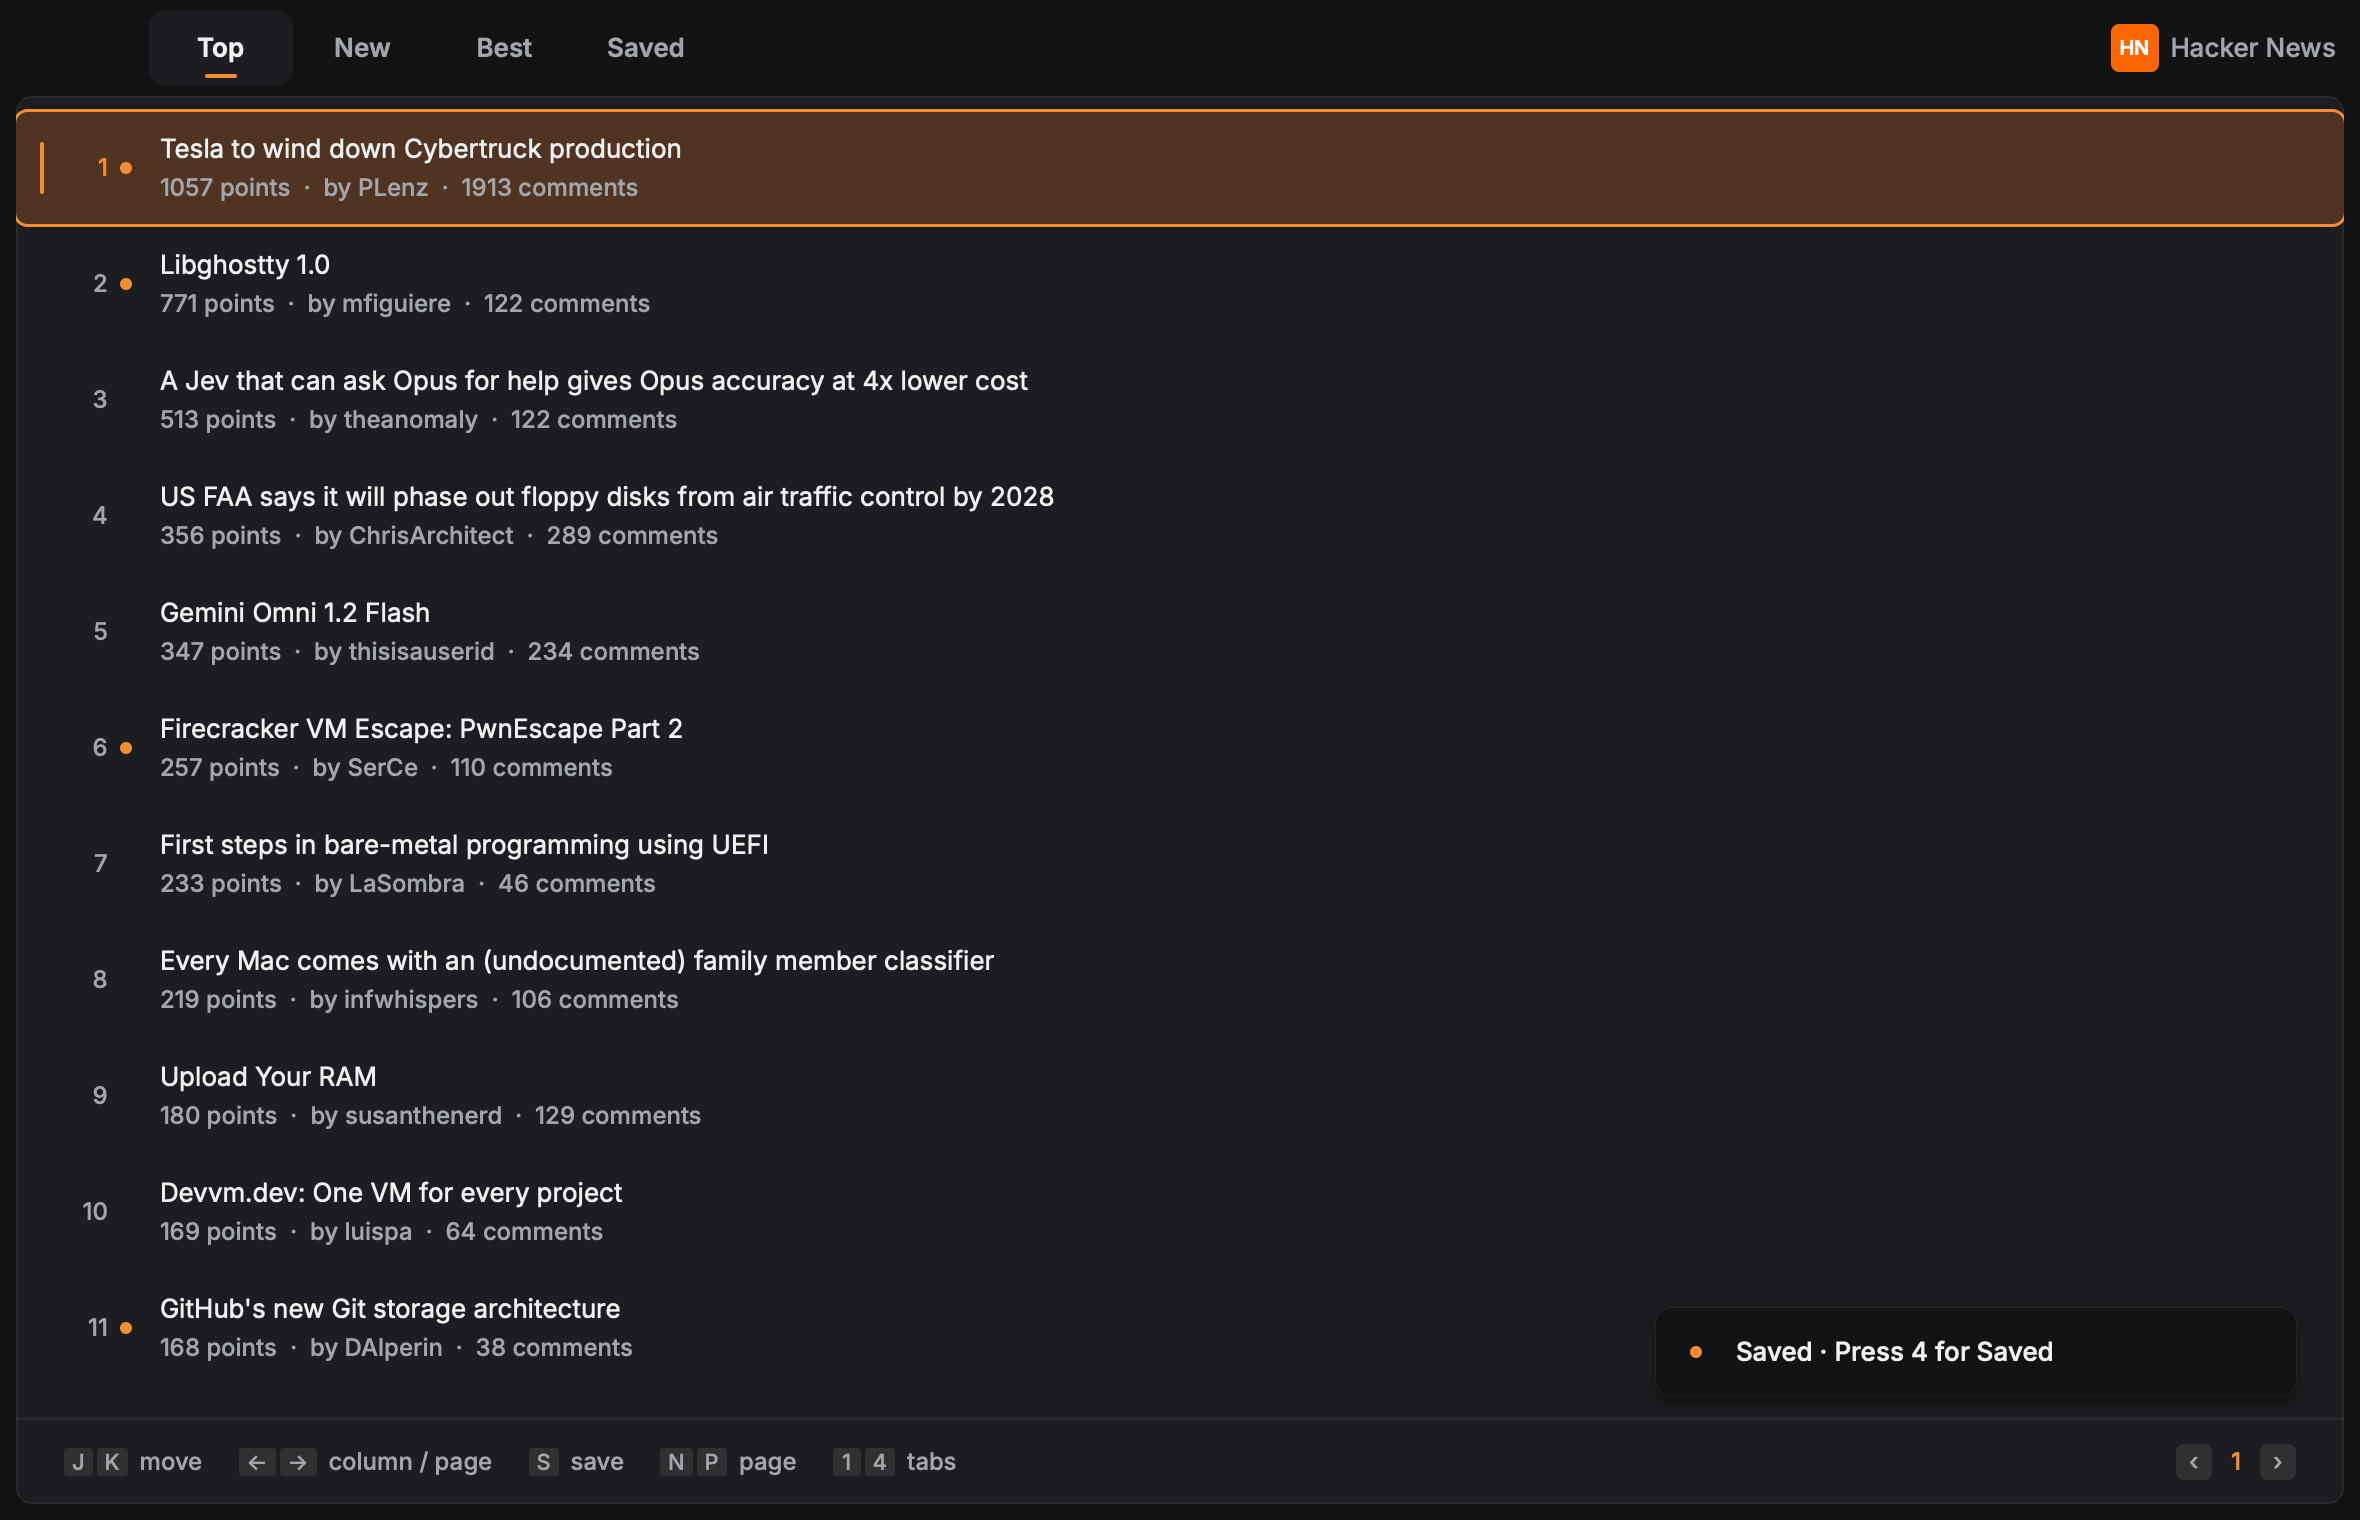 Top New Best Saved
HN Hacker News
1
Tesla to wind down Cybertruck production
1057 points · by PLenz · 1913 comments
2
Libghostty 1.0
771 points · by mfiguiere · 122 comments
3
A Jev that can ask Opus for help gives Opus accuracy at 4x lower cost
513 points · by theanomaly · 122 comments
4
US FAA says it will phase out floppy disks from air traffic control by 2028
356 points · by ChrisArchitect · 289 comments
5
Gemini Omni 1.2 Flash
347 points · by thisisauserid · 234 comments
6
Firecracker VM Escape: PwnEscape Part 2
257 points · by SerCe · 110 comments
7
First steps in bare-metal programming using UEFI
233 points · by LaSombra · 46 comments
8
Every Mac comes with an (undocumented) family member classifier
219 points · by infwhispers · 106 comments
9
Upload Your RAM
180 points · by susanthenerd · 129 comments
10
Devvm.dev: One VM for every project
169 points · by luispa · 64 comments
11
GitHub's new Git storage architecture
168 points · by DAlperin · 38 comments
Saved · Press 4 for Saved
J K move ← → column / page S save N P page 1 4 tabs
‹ 1 ›